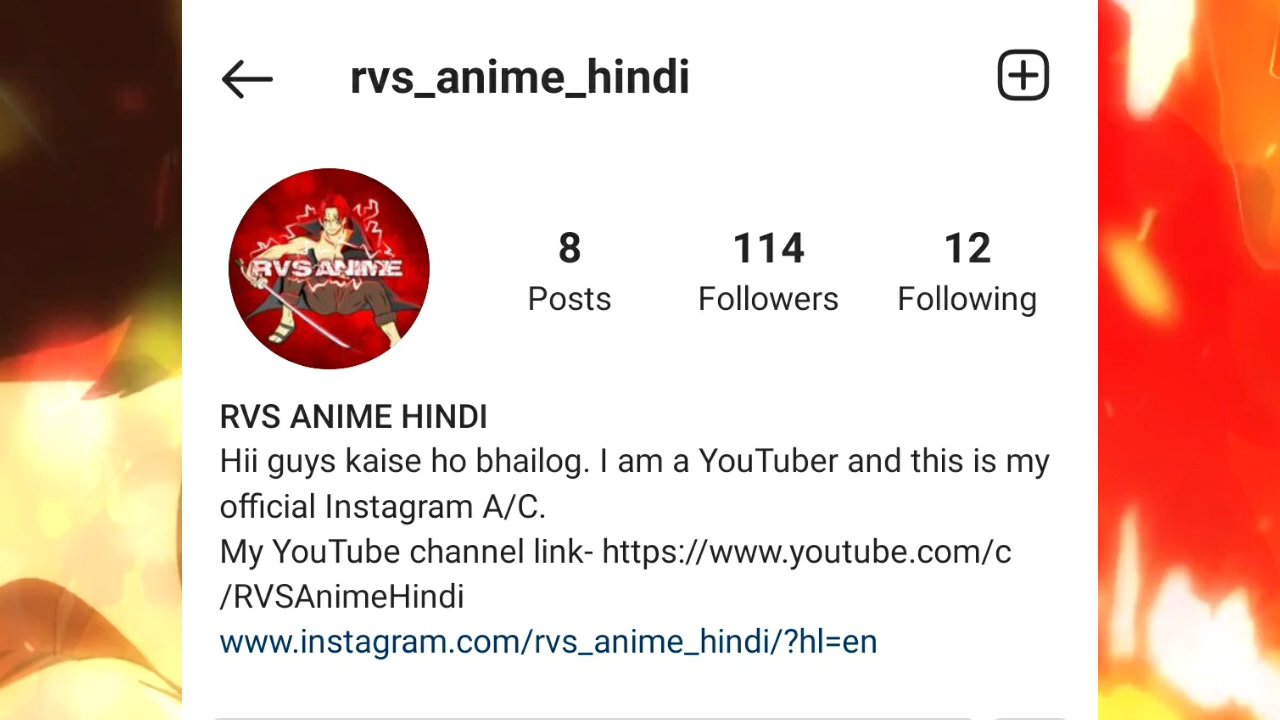 rvs_anime_hindi
RVS ANIME
8
Posts
114
Followers
12
Following
RVS ANIME HINDI
Hii guys kaise ho bhailog. I am a YouTuber and this is my
official Instagram A/C.
My YouTube channel link- https://www.youtube.com/c
/RVSAnimeHindi
www.instagram.com/rvs_anime_hindi/?hl=en